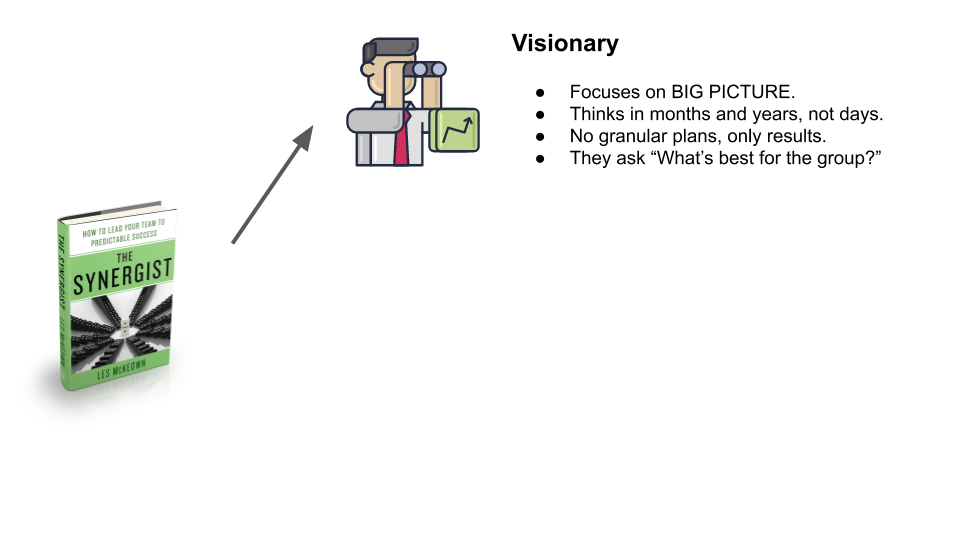 Visionary
● Focuses on BIG PICTURE.
● Thinks in months and years, not days.
● No granular plans, only results.
● They ask “What’s best for the group?”
HOW TO LEAD YOUR TEAM TO
PREDICTABLE SUCCESS
THE
SYNERGIST
LES MCKEOWN
THE SYNERGIST LES MCKEOWN